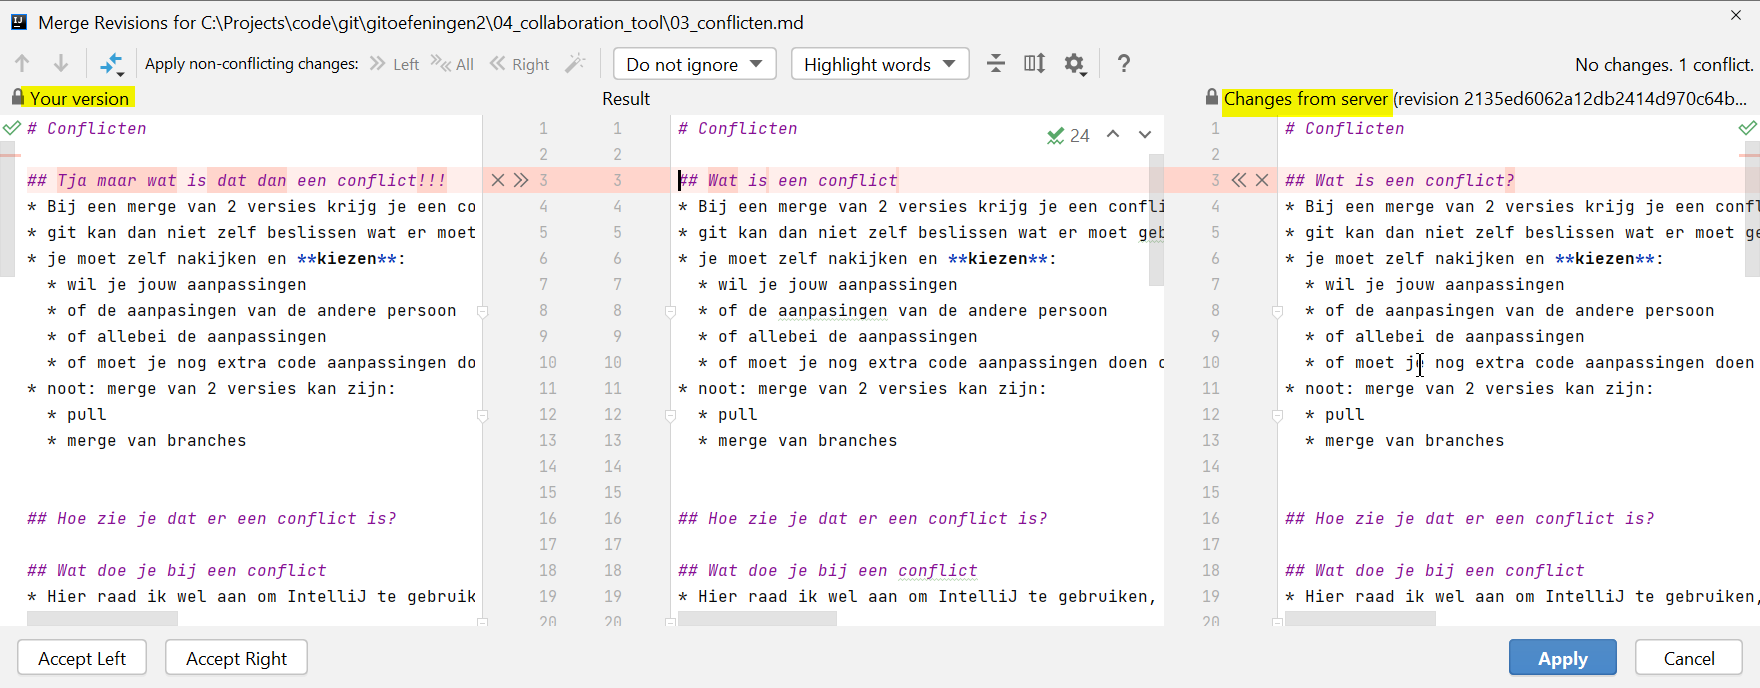 Merge Revisions for C:\Projects\code\git\gitoefeningen2\04_collaboration_tool\03_conflicten.md
Apply non-conflicting changes: Left All Right Do not ignore Highlight words ? No changes. 1 conflict.
Your version Result Changes from server (revision 2135ed6062a12db2414d970c64b...
24
# Conflicten 1 1 # Conflicten 1 # Conflicten
2 2 2
## Tja maar wat is dat dan een conflict!!! 3 3 ## Wat is een conflict 3 ## Wat is een conflict?
* Bij een merge van 2 versies krijg je een co 4 4 * Bij een merge van 2 versies krijg je een confli 4 * Bij een merge van 2 versies krijg je een confl
* git kan dan niet zelf beslissen wat er moet 5 5 * git kan dan niet zelf beslissen wat er moet geb 5 * git kan dan niet zelf beslissen wat er moet ge
* je moet zelf nakijken en **kiezen**: 6 6 * je moet zelf nakijken en **kiezen**: 6 * je moet zelf nakijken en **kiezen**:
* wil je jouw aanpassingen 7 7 * wil je jouw aanpassingen 7 * wil je jouw aanpassingen
* of de aanpasingen van de andere persoon 8 8 * of de aanpasingen van de andere persoon 8 * of de aanpasingen van de andere persoon
* of allebei de aanpassingen 9 9 * of allebei de aanpassingen 9 * of allebei de aanpassingen
* of moet je nog extra code aanpassingen do 10 10 * of moet je nog extra code aanpassingen doen o 10 * of moet je nog extra code aanpassingen doen
* noot: merge van 2 versies kan zijn: 11 11 * noot: merge van 2 versies kan zijn: 11 * noot: merge van 2 versies kan zijn:
* pull 12 12 * pull 12 * pull
* merge van branches 13 13 * merge van branches 13 * merge van branches
14 14 14
15 15 15
## Hoe zie je dat er een conflict is? 16 16 ## Hoe zie je dat er een conflict is? 16 ## Hoe zie je dat er een conflict is?
17 17 17
## Wat doe je bij een conflict 18 18 ## Wat doe je bij een conflict 18 ## Wat doe je bij een conflict
* Hier raad ik wel aan om IntelliJ te gebruik 19 19 * Hier raad ik wel aan om IntelliJ te gebruiken, 19 * Hier raad ik wel aan om IntelliJ te gebruiken,
20 20 20
Accept Left Accept Right Apply Cancel